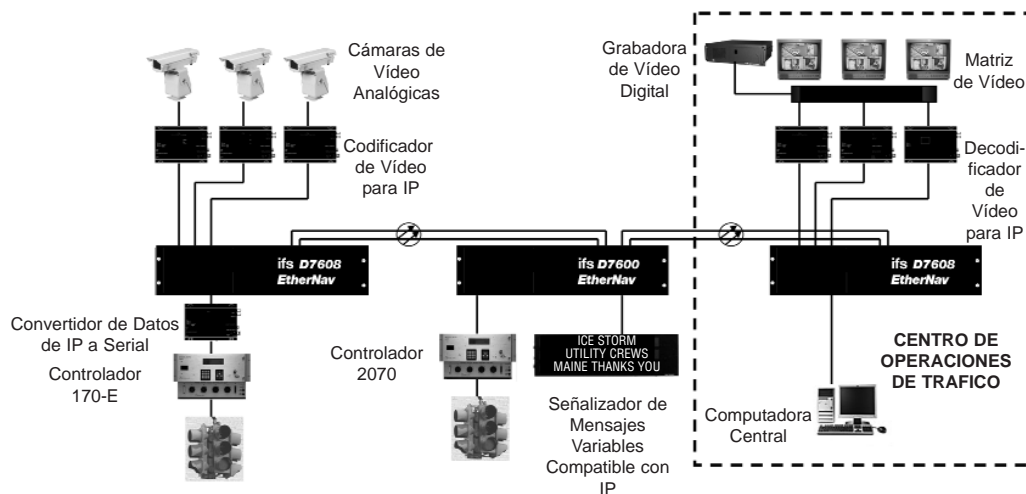 Cámaras de
Vídeo
Analógicas
Grabadora
de Vídeo
Digital
Matriz
de Vídeo
Codificador
de Vídeo
para IP
Decodi-
ficador
de
Vídeo
para IP
ifs D7608
EtherNav
ifs D7600
EtherNav
ifs D7608
EtherNav
Convertidor de Datos
de IP a Serial
Controlador
170-E
Controlador
2070
ICE STORM
UTILITY CREWS
MAINE THANKS YOU
Señalizador de
Mensajes
Variables
Compatible con
IP
CENTRO DE
OPERACIONES
DE TRAFICO
Computadora
Central